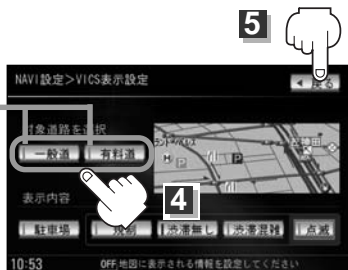 5
NAVI設定>VICS表示設定
戻る
対象道路を選択
一般道 有料道
P
H P
4
表示内容
駐車場 規制 渋滞無し 渋滞混雑 点滅
10:53 OFF,地図に表示される情報を設定してください